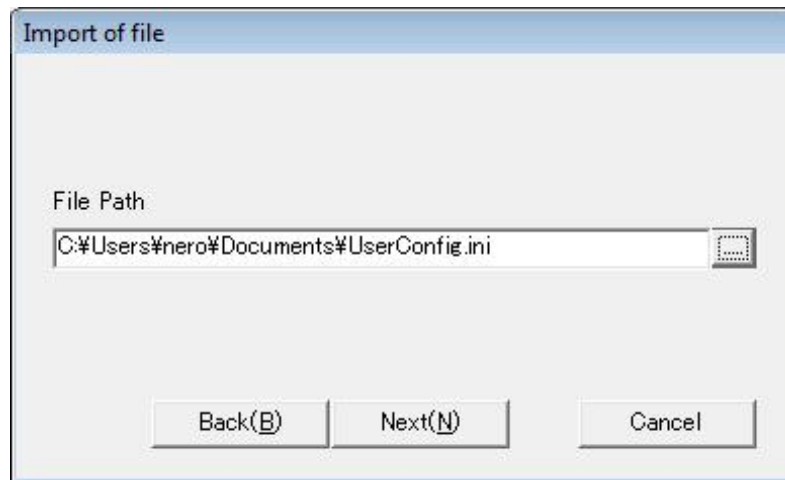 Import of file
File Path
C:¥Users¥nero¥Documents¥UserConfig.ini
....
Back(B) Next(N) Cancel